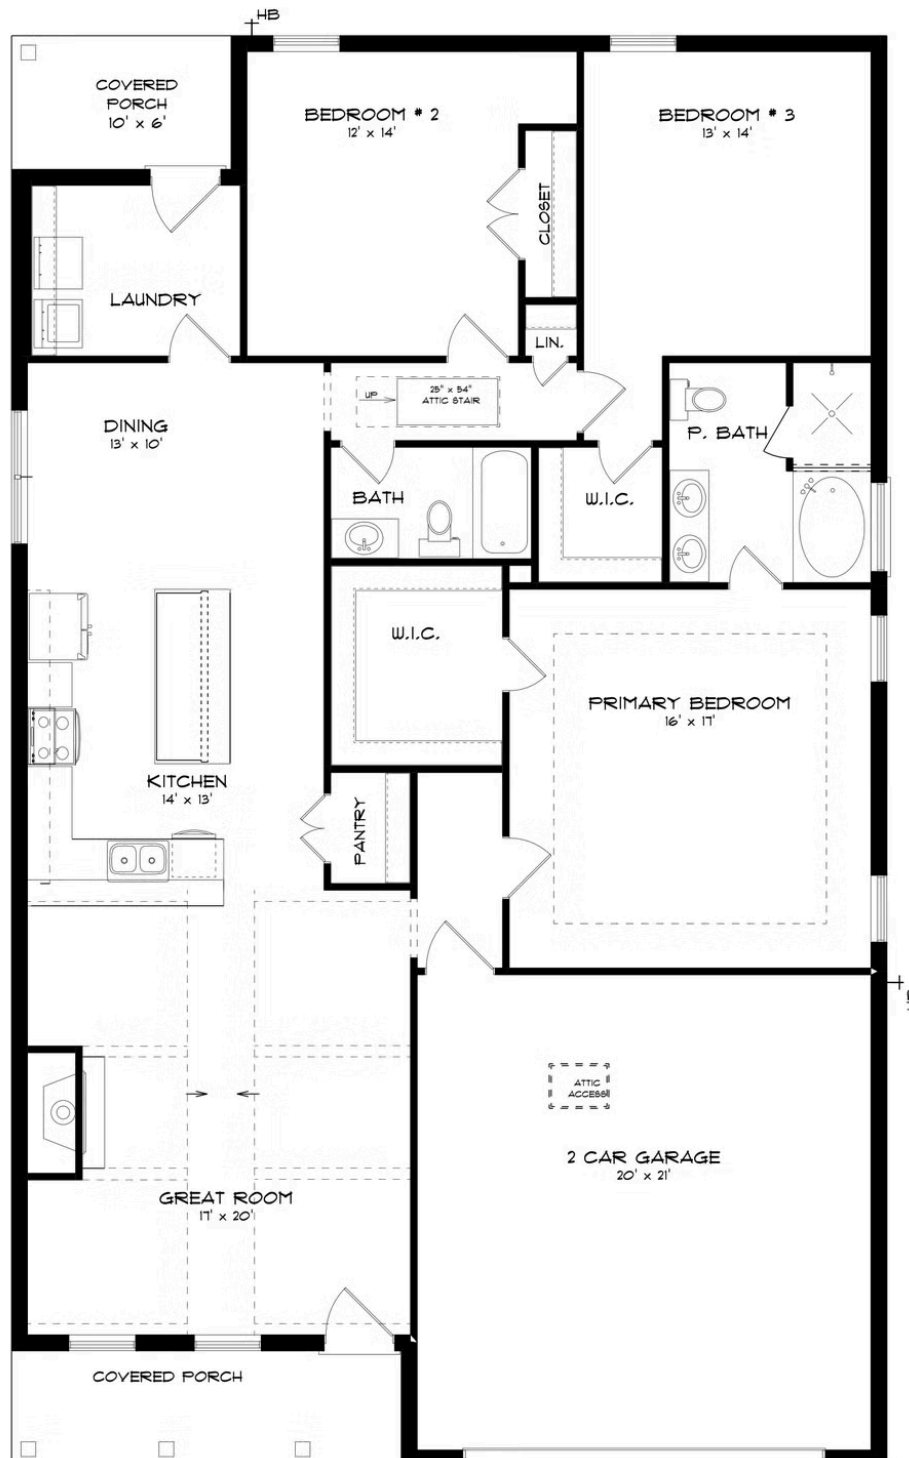 HB
COVERED
PORCH
10' x 6'
BEDROOM # 2
12' x 14'
BEDROOM # 3
13' x 14'
CLOSET
LAUNDRY
LIN.
UP
25" x 54"
ATTIC STAIR
DINING
13' x 10'
P. BATH
BATH
W.I.C.
W.I.C.
PRIMARY BEDROOM
16' x 17'
KITCHEN
14' x 13'
PANTRY
ATTIC
ACCESS
2 CAR GARAGE
20' x 21'
GREAT ROOM
17' x 20'
COVERED PORCH